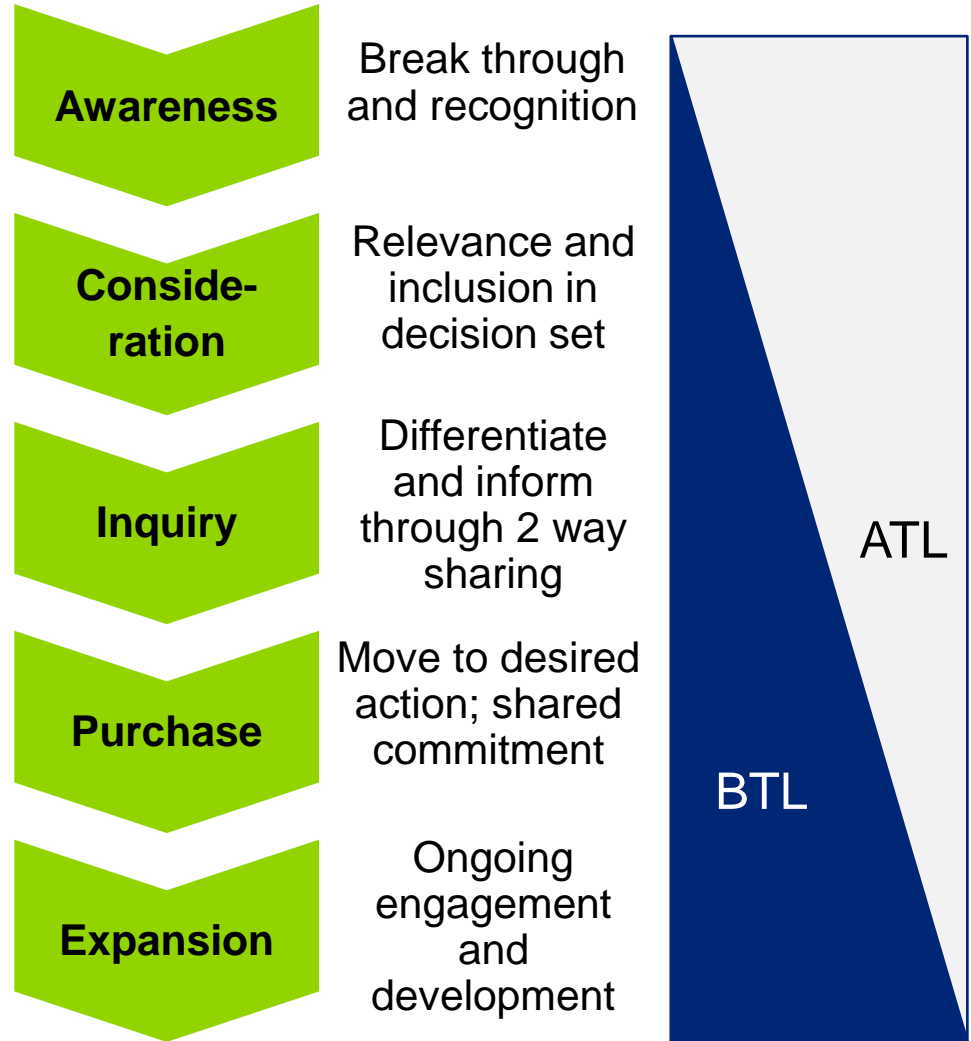 Awareness
Break through
and recognition
Conside-
ration
Relevance and
inclusion in
decision set
Inquiry
Differentiate
and inform
through 2 way
sharing
Purchase
Move to desired
action; shared
commitment
Expansion
Ongoing
engagement
and
development
ATL
BTL